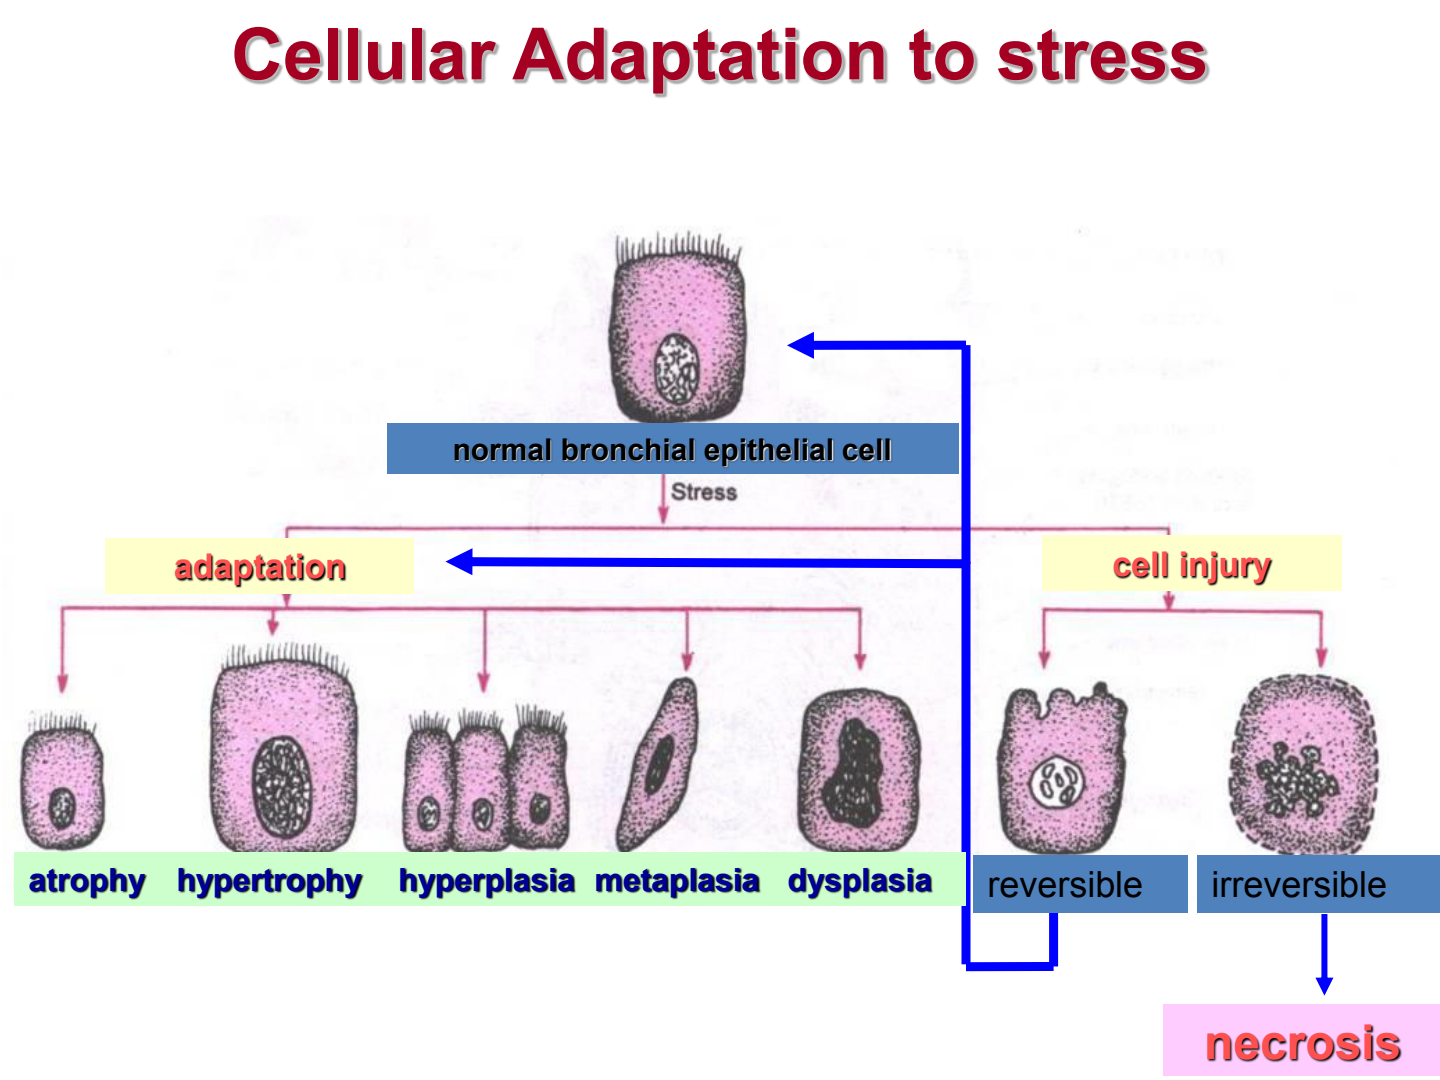 Cellular Adaptation to stress
normal bronchial epithelial cell
Stress
adaptation
cell injury
atrophy
hypertrophy
hyperplasia
metaplasia
dysplasia
reversible
irreversible
necrosis